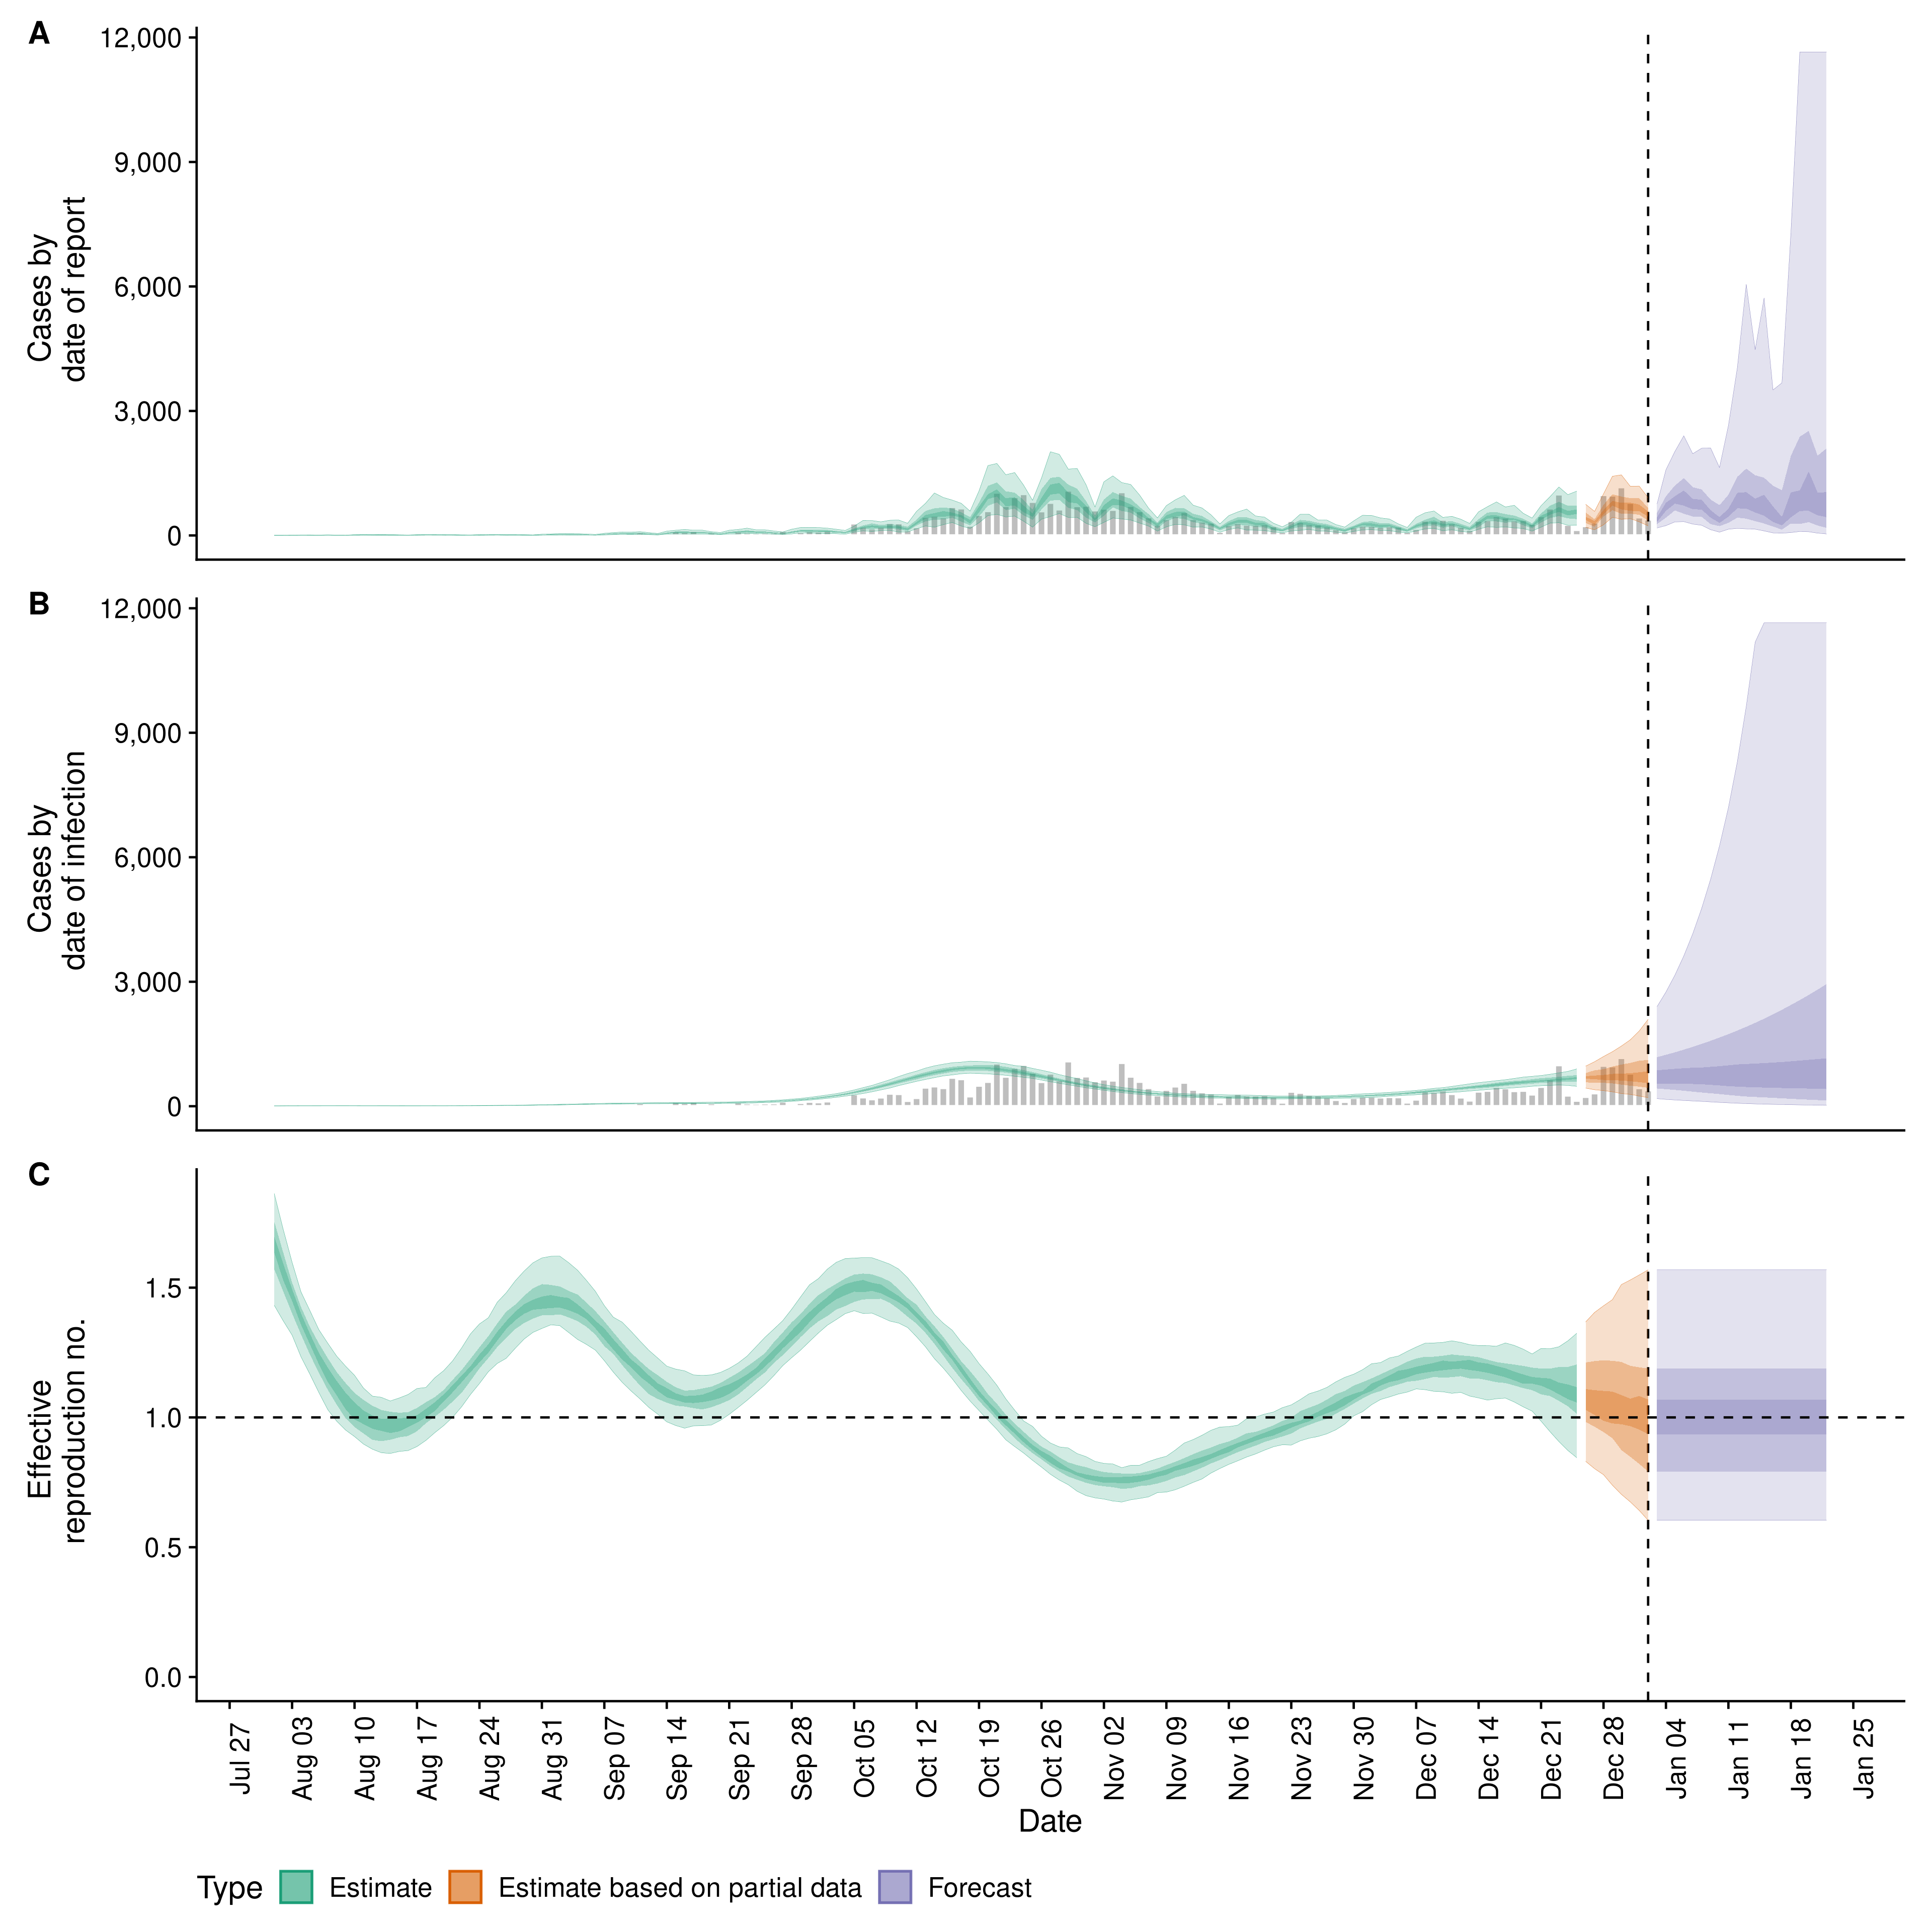 A
12,000
9,000
6,000
3,000
0
Cases by
date of report
B
12,000
9,000
6,000
3,000
0
Cases by
date of infection
C
1.5
1.0
0.5
0.0
Effective
reproduction no.
Jul 27
Aug 03
Aug 10
Aug 17
Aug 24
Aug 31
Sep 07
Sep 14
Sep 21
Sep 28
Oct 05
Oct 12
Oct 19
Oct 26
Nov 02
Nov 09
Nov 16
Nov 23
Nov 30
Dec 07
Dec 14
Dec 21
Dec 28
Jan 04
Jan 11
Jan 18
Jan 25
Date
Type Estimate Estimate based on partial data Forecast